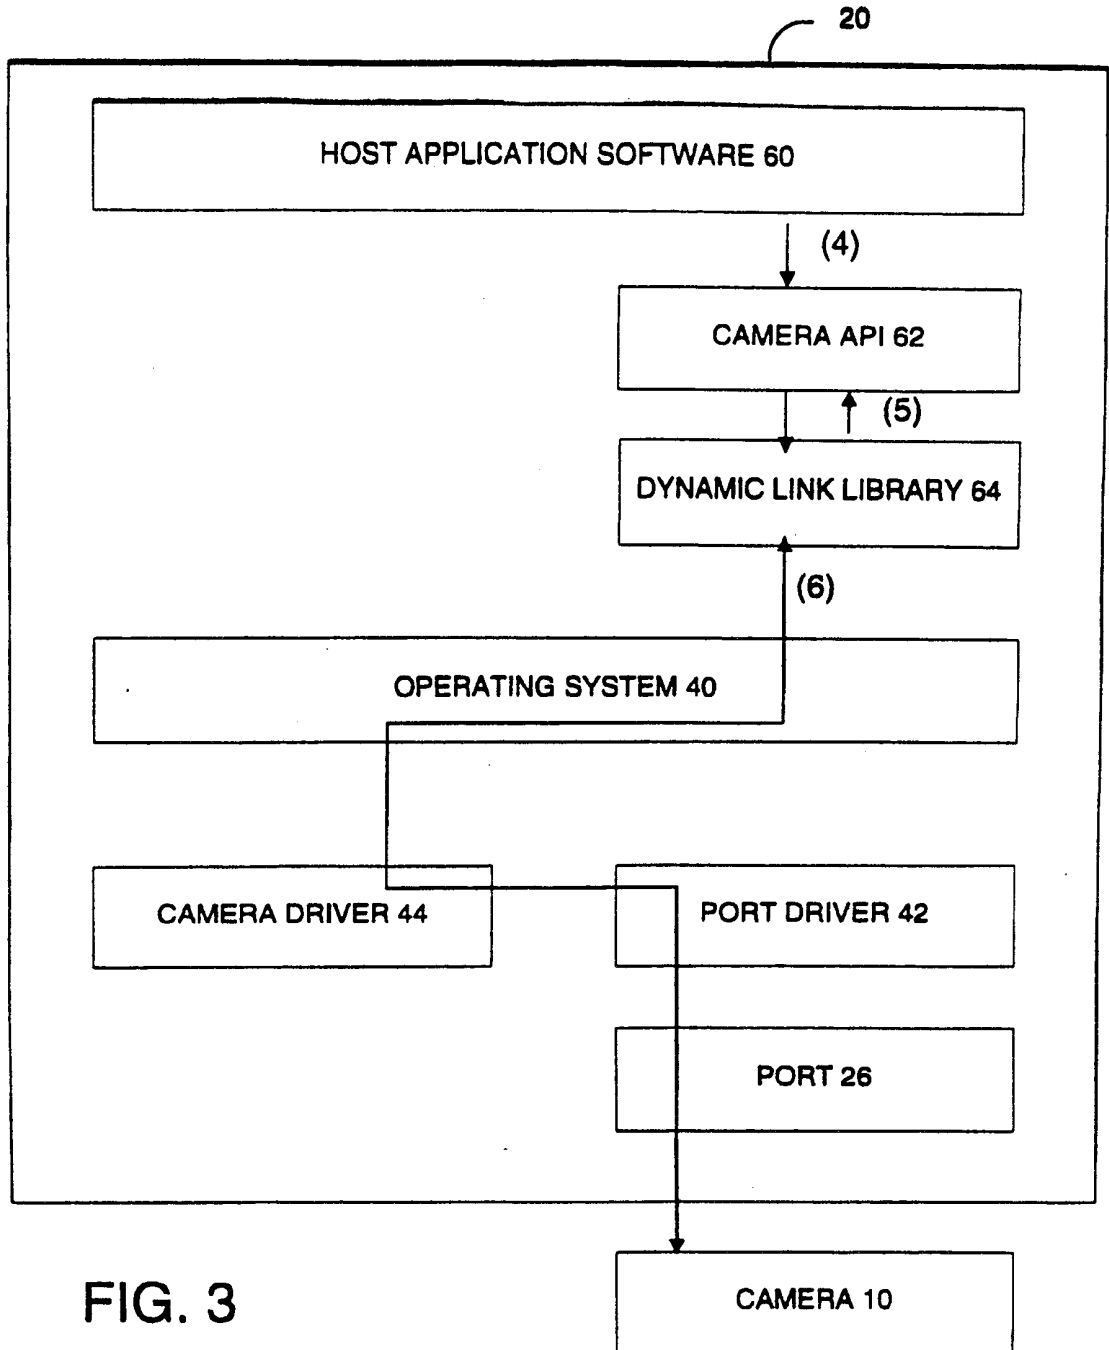 20
HOST APPLICATION SOFTWARE 60
(4)
CAMERA API 62
(5)
DYNAMIC LINK LIBRARY 64
(6)
OPERATING SYSTEM 40
CAMERA DRIVER 44
PORT DRIVER 42
PORT 26
CAMERA 10
FIG. 3